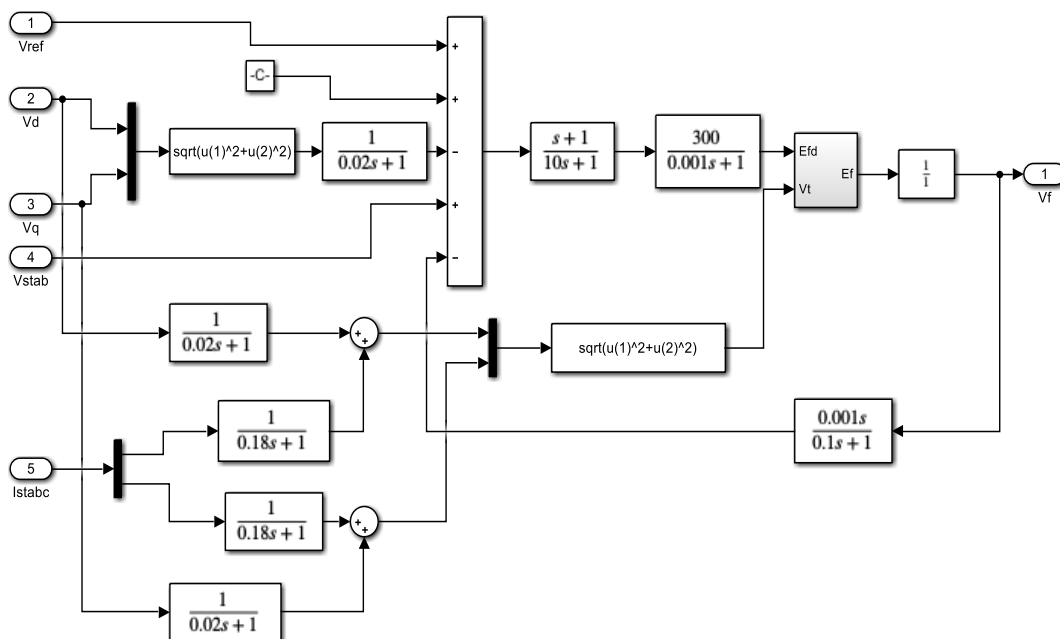 1
Vref
-C-
2
Vd
sqrt(u(1)^2+u(2)^2)
1
0.02s+1
+
+
−
+
−
s+1
10s+1
300
0.001s+1
Efd
Vt
Ef
1
1
1
Vf
3
Vq
4
Vstab
1
0.02s+1
+
+
sqrt(u(1)^2+u(2)^2)
1
0.18s+1
0.001s
0.1s+1
5
Istabc
1
0.18s+1
+
+
1
0.02s+1